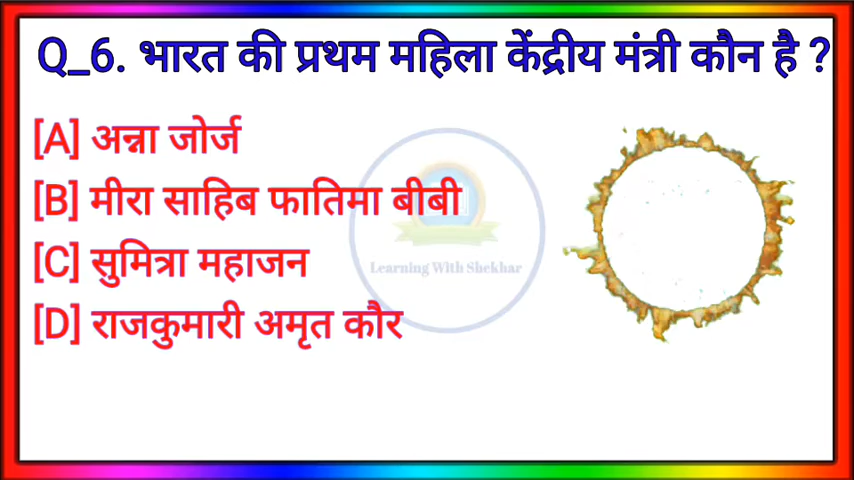 Q_6. भारत की प्रथम महिला केंद्रीय मंत्री कौन है ?
[A] अन्ना जोर्ज
[B] मीरा साहिब फातिमा बीबी
[C] सुमित्रा महाजन
[D] राजकुमारी अमृत कौर
Learning With Shekhar